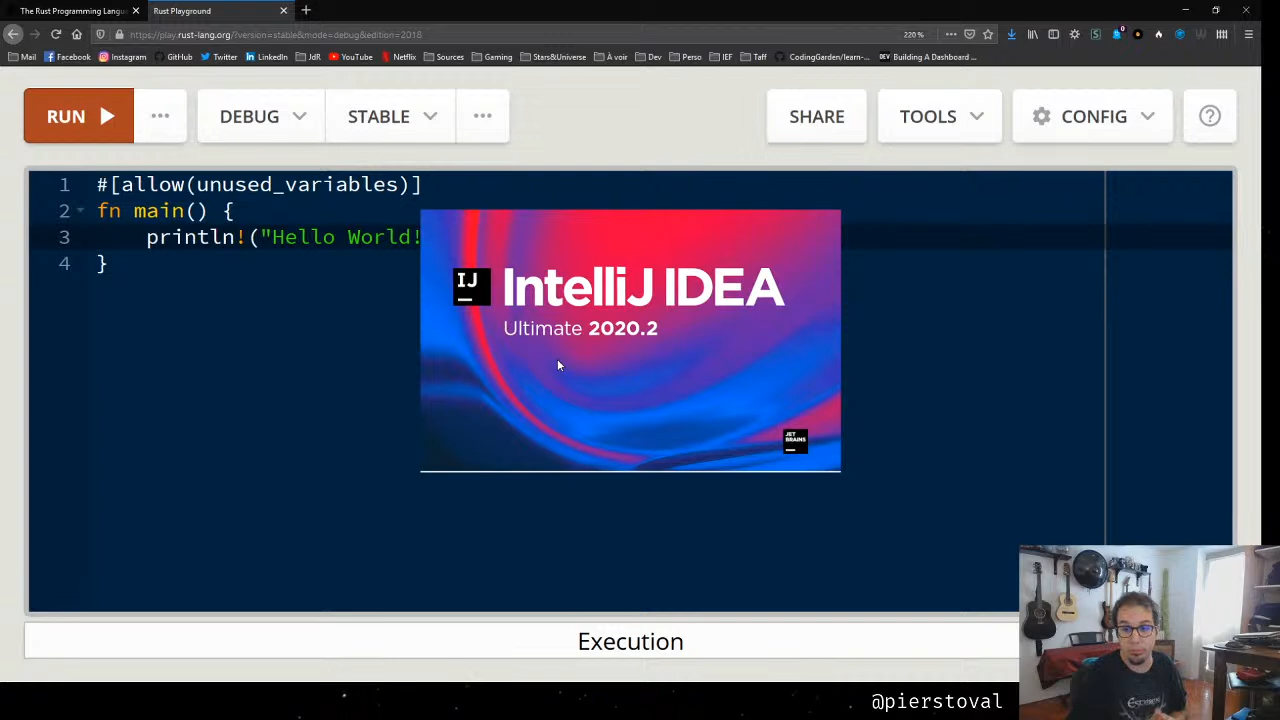 The Rust Programming Langu
Rust Playground
https://play.rust-lang.org/?version=stable&mode=debug&edition=2018
220 %
Mail Facebook Instagram GitHub Twitter LinkedIn JdR YouTube Netflix Sources Gaming Stars&Universe À voir Dev Perso IEF Taff CodingGarden/learn-... DEV Building A Dashboard ...
RUN ... DEBUG STABLE ... SHARE TOOLS CONFIG ?
1 #[allow(unused_variables)]
2 fn main() {
3 println!("Hello World!
4 }
IJ
IntelliJ IDEA
Ultimate 2020.2
JET
BRAINS
Execution
@pierstoval